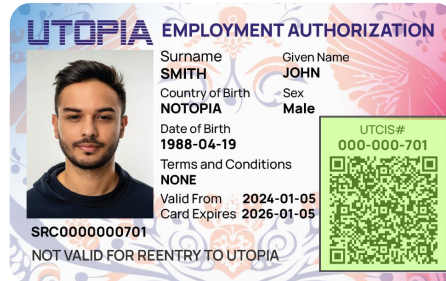 UTOPIA EMPLOYMENT AUTHORIZATION
Surname Given Name
SMITH JOHN
Country of Birth Sex
NOTOPIA Male
Date of Birth
1988-04-19
Terms and Conditions
NONE
Valid From 2024-01-05
Card Expires 2026-01-05
UTCIS#
000-000-701
SRC0000000701
NOT VALID FOR REENTRY TO UTOPIA